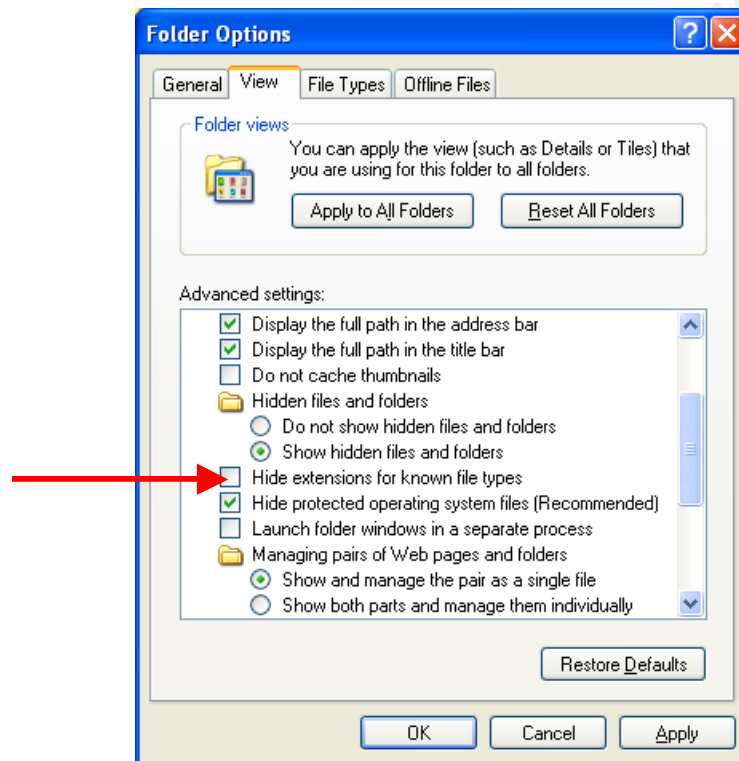 Folder Options
General View File Types Offline Files
Folder views
You can apply the view (such as Details or Tiles) that
you are using for this folder to all folders.
Apply to All Folders Reset All Folders
Advanced settings:
Display the full path in the address bar
Display the full path in the title bar
Do not cache thumbnails
Hidden files and folders
Do not show hidden files and folders
Show hidden files and folders
Hide extensions for known file types
Hide protected operating system files (Recommended)
Launch folder windows in a separate process
Managing pairs of Web pages and folders
Show and manage the pair as a single file
Show both parts and manage them individually
Restore Defaults
OK Cancel Apply